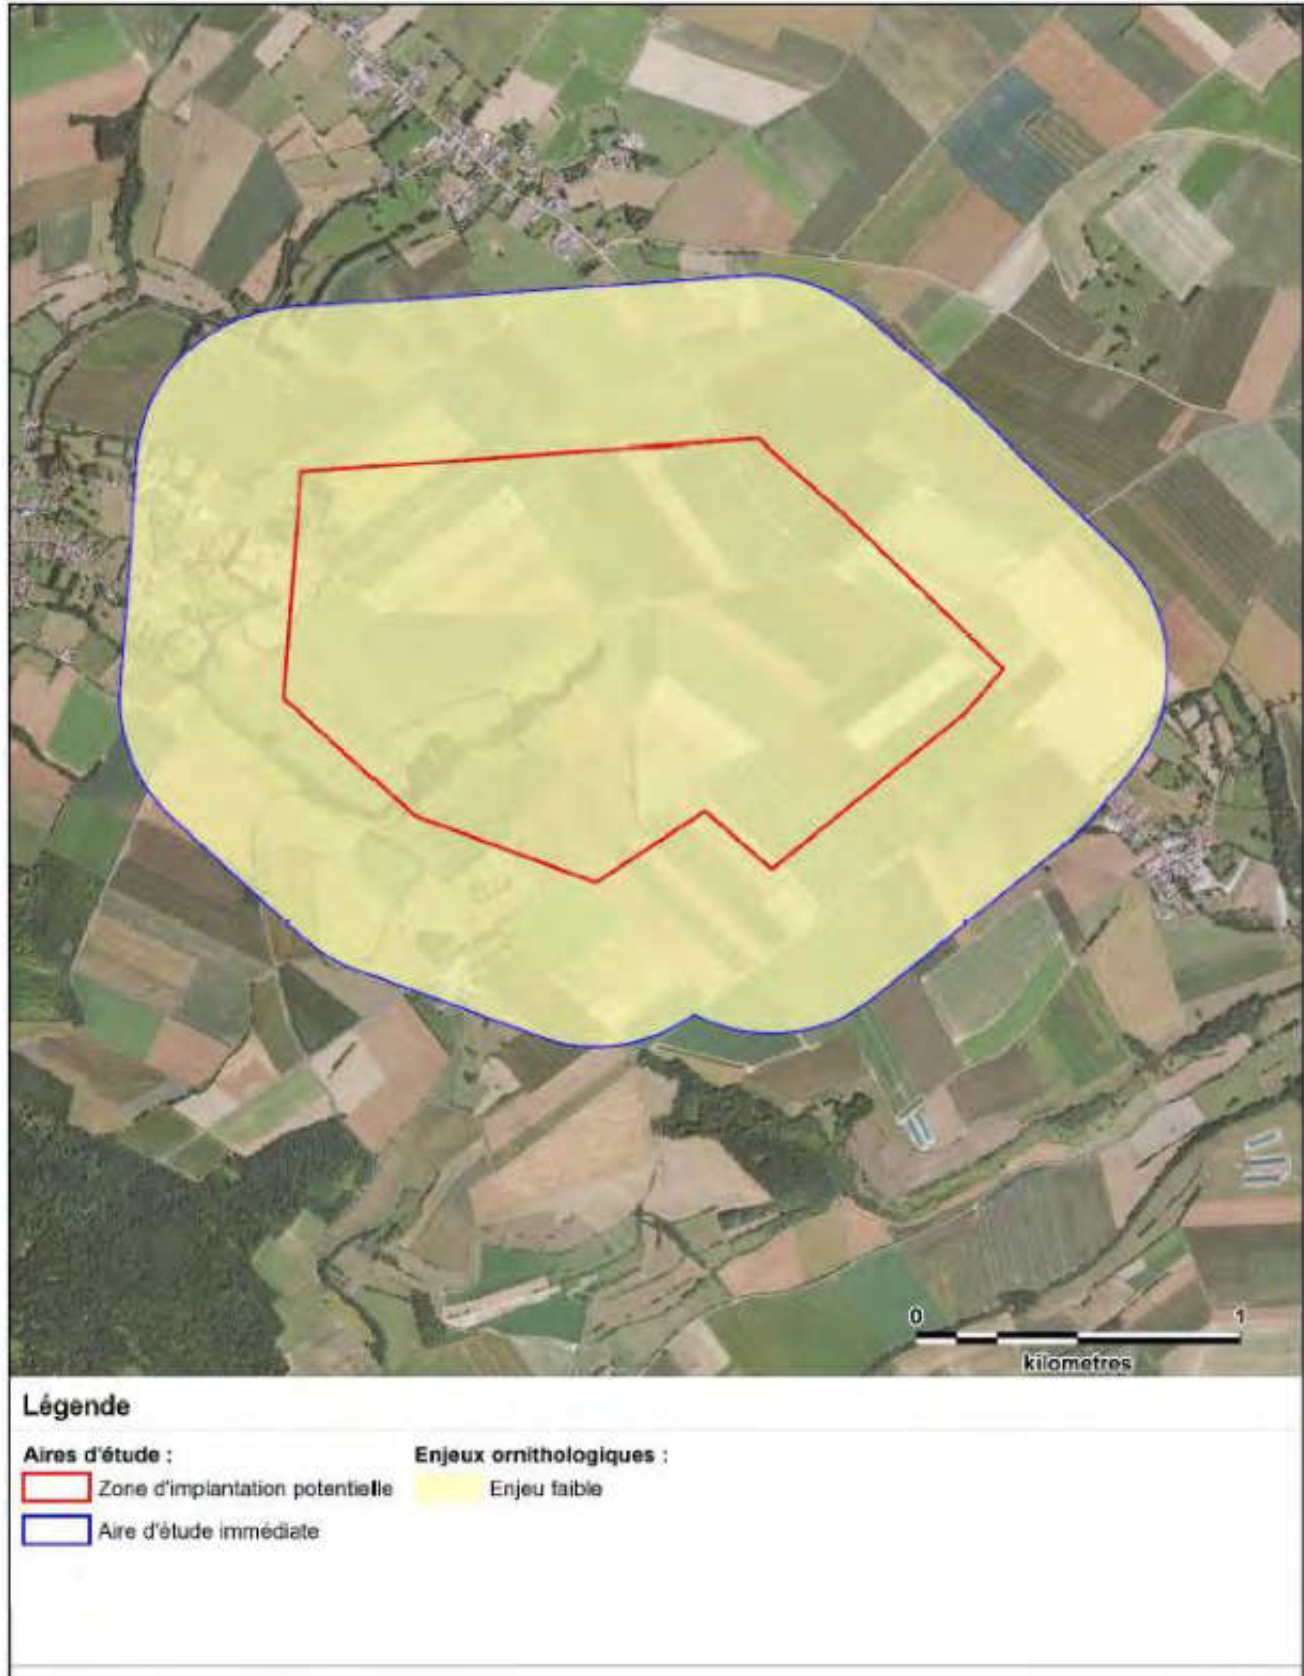 0 1
kilometres
Légende
Aires d'étude :
Zone d'implantation potentielle
Aire d'étude immédiate
Enjeux ornithologiques :
Enjeu faible